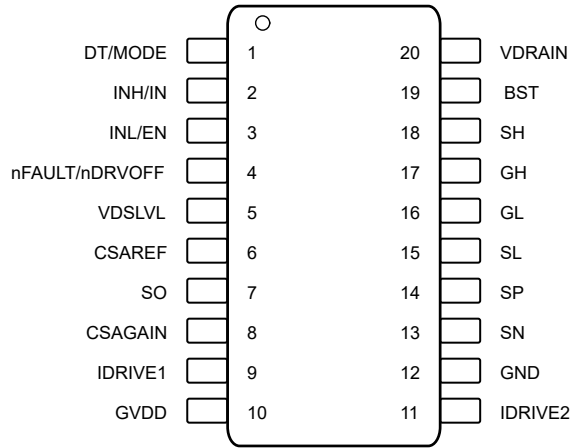 DT/MODE 1 20 VDRAIN
INH/IN 2 19 BST
INL/EN 3 18 SH
nFAULT/nDRVOFF 4 17 GH
VDSLVL 5 16 GL
CSAREF 6 15 SL
SO 7 14 SP
CSAGAIN 8 13 SN
IDRIVE1 9 12 GND
GVDD 10 11 IDRIVE2